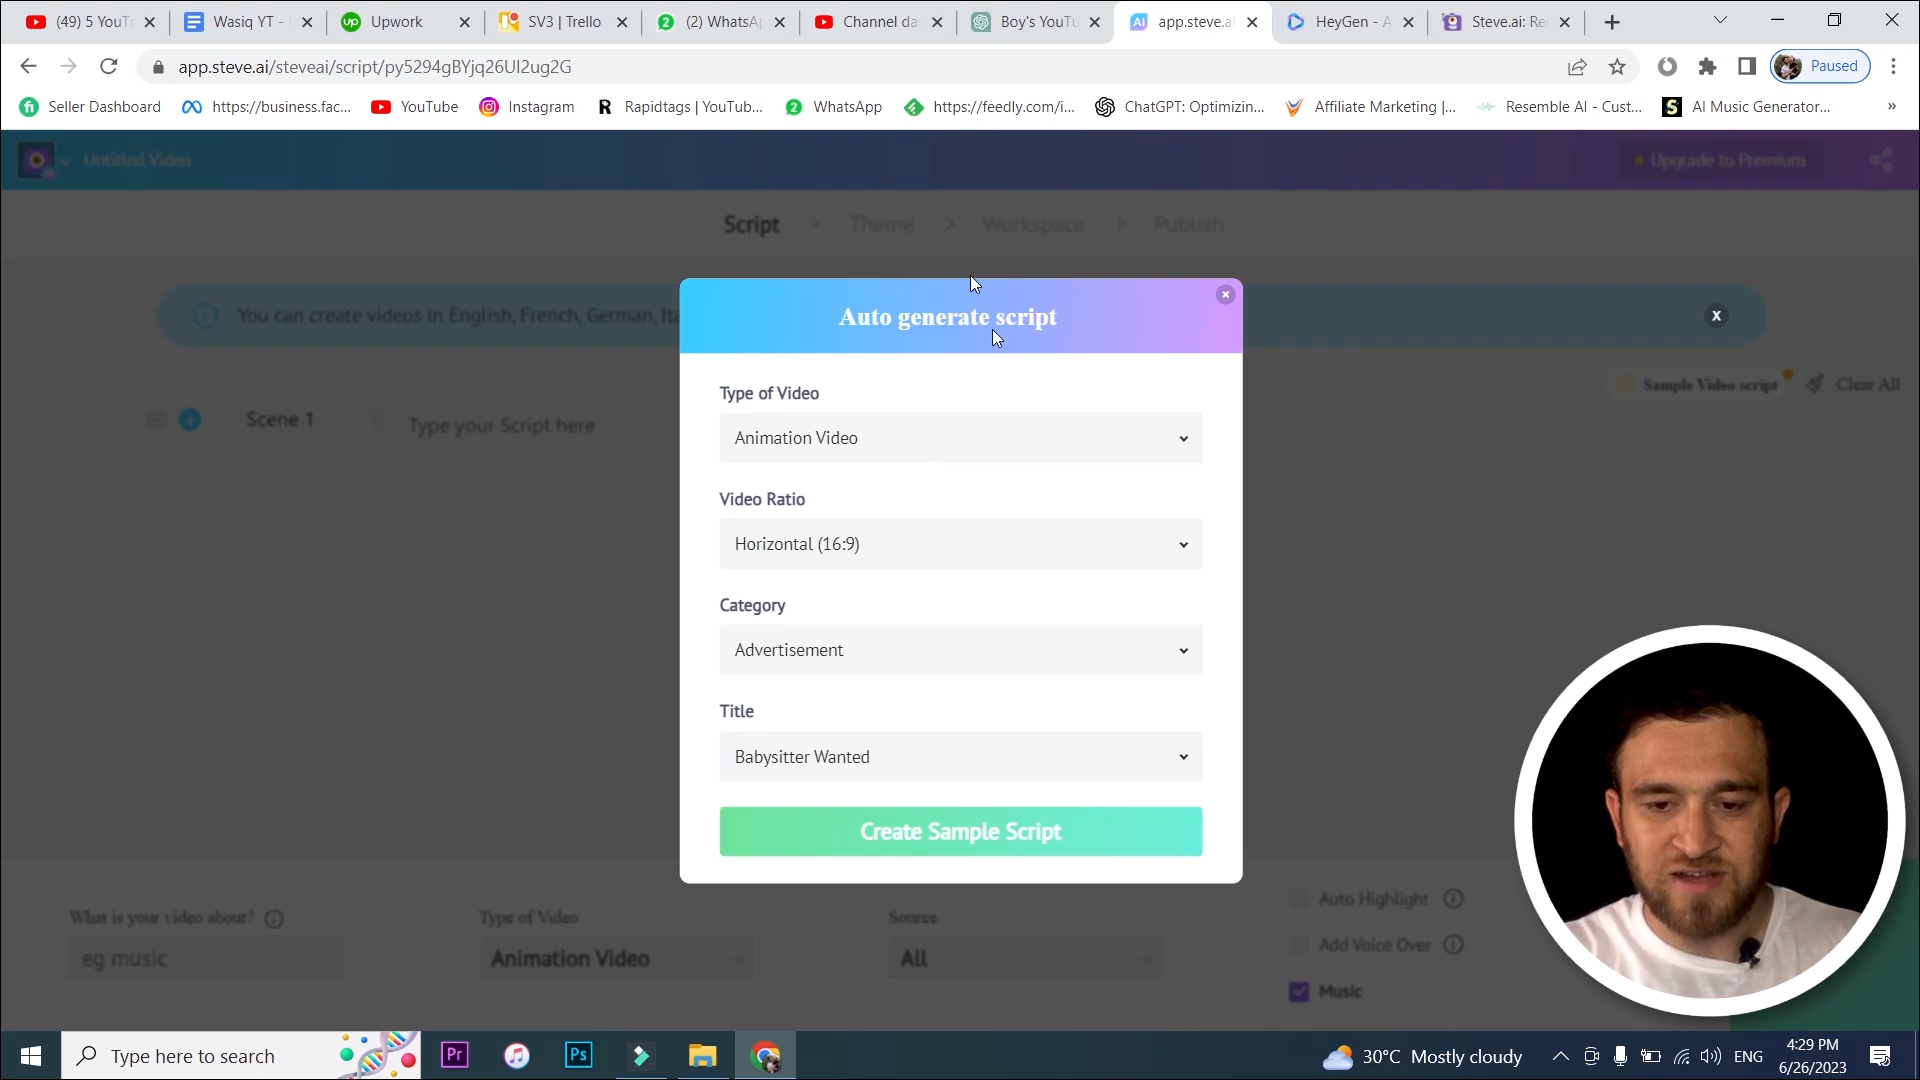 (49) 5 YouTu
Wasiq YT -
Upwork
SV3 | Trello
(2) WhatsAp
Channel das
Boy's YouTu
app.steve.ai
HeyGen - A
Steve.ai: Re
app.steve.ai/steveai/script/py5294gBYjq26Ul2ug2G
Paused
Seller Dashboard
https://business.fac...
YouTube
Instagram
Rapidtags | YouTub...
WhatsApp
https://feedly.com/i...
ChatGPT: Optimizin...
Affiliate Marketing |...
Resemble AI - Cust...
AI Music Generator...
»
Untitled Video
Upgrade to Premium
Script > Theme > Workspace > Publish
You can create videos in English, French, German, Ita
X
Auto generate script
Sample Video script
Clear All
Scene 1
Type your Script here
Type of Video
Animation Video
Video Ratio
Horizontal (16:9)
Category
Advertisement
Title
Babysitter Wanted
Create Sample Script
What is your video about?
eg music
Type of Video
Animation Video
Source
All
Auto Highlight
Add Voice Over
Music
Type here to search
Pr
Ps
30°C Mostly cloudy
ENG
4:29 PM
6/26/2023